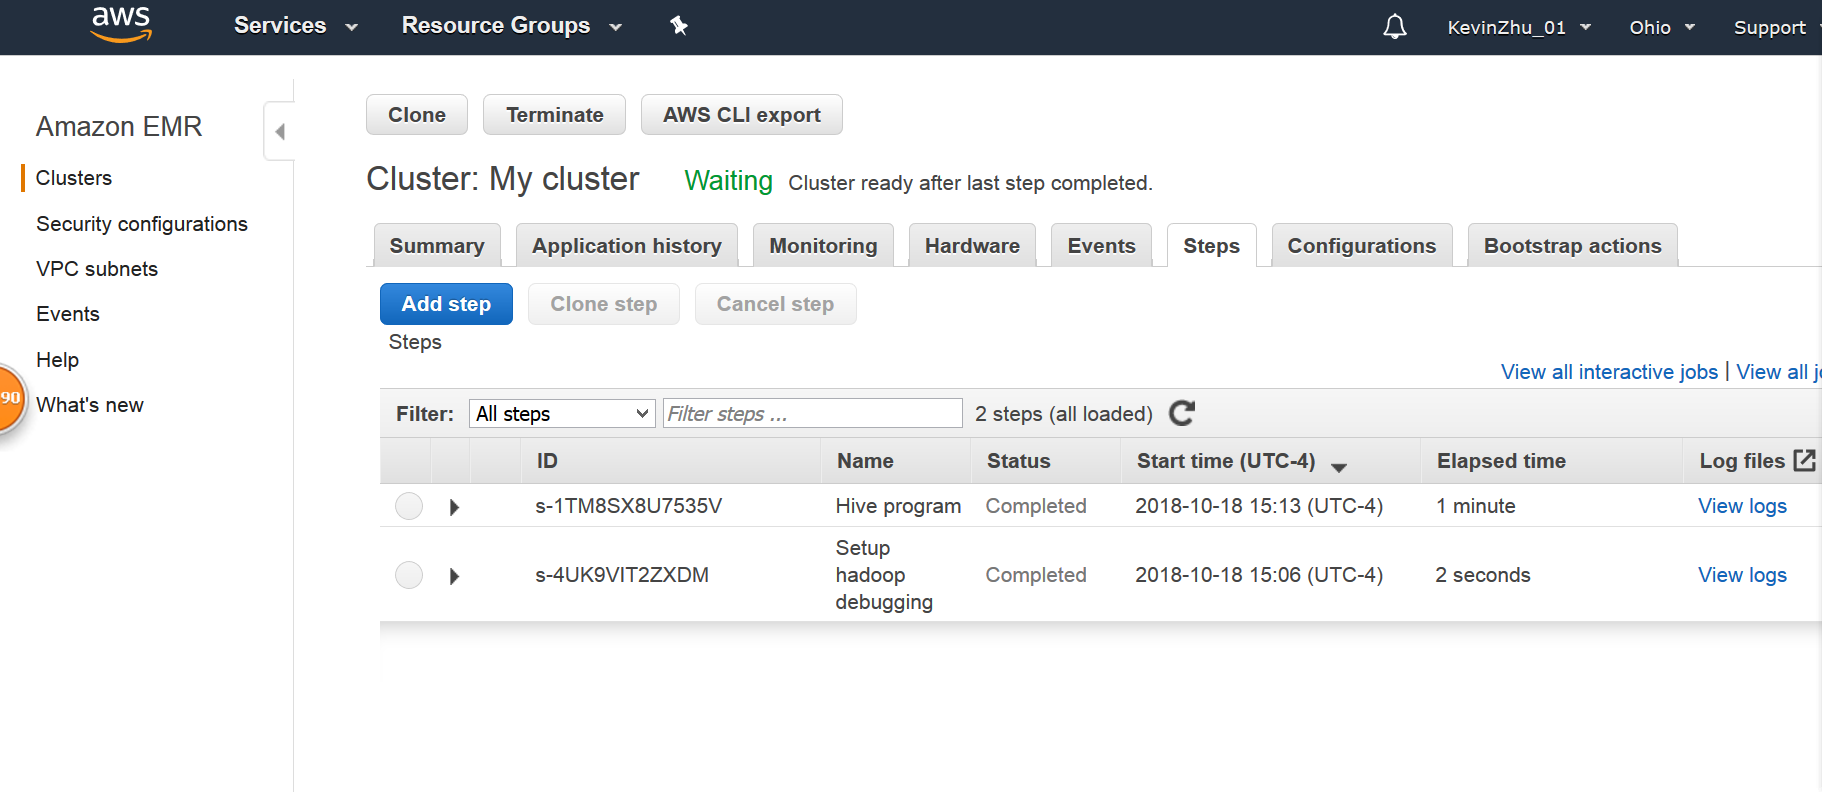 aws Services Resource Groups KevinZhu_01 Ohio Support
Amazon EMR
Clusters
Security configurations
VPC subnets
Events
Help
What's new
90
Clone Terminate AWS CLI export
Cluster: My cluster Waiting Cluster ready after last step completed.
Summary Application history Monitoring Hardware Events Steps Configurations Bootstrap actions
Add step Clone step Cancel step
Steps
View all interactive jobs | View all
Filter: All steps Filter steps ... 2 steps (all loaded)
ID Name Status Start time (UTC-4) Elapsed time Log files
s-1TM8SX8U7535V Hive program Completed 2018-10-18 15:13 (UTC-4) 1 minute View logs
s-4UK9VIT2ZXDM Setup hadoop debugging Completed 2018-10-18 15:06 (UTC-4) 2 seconds View logs